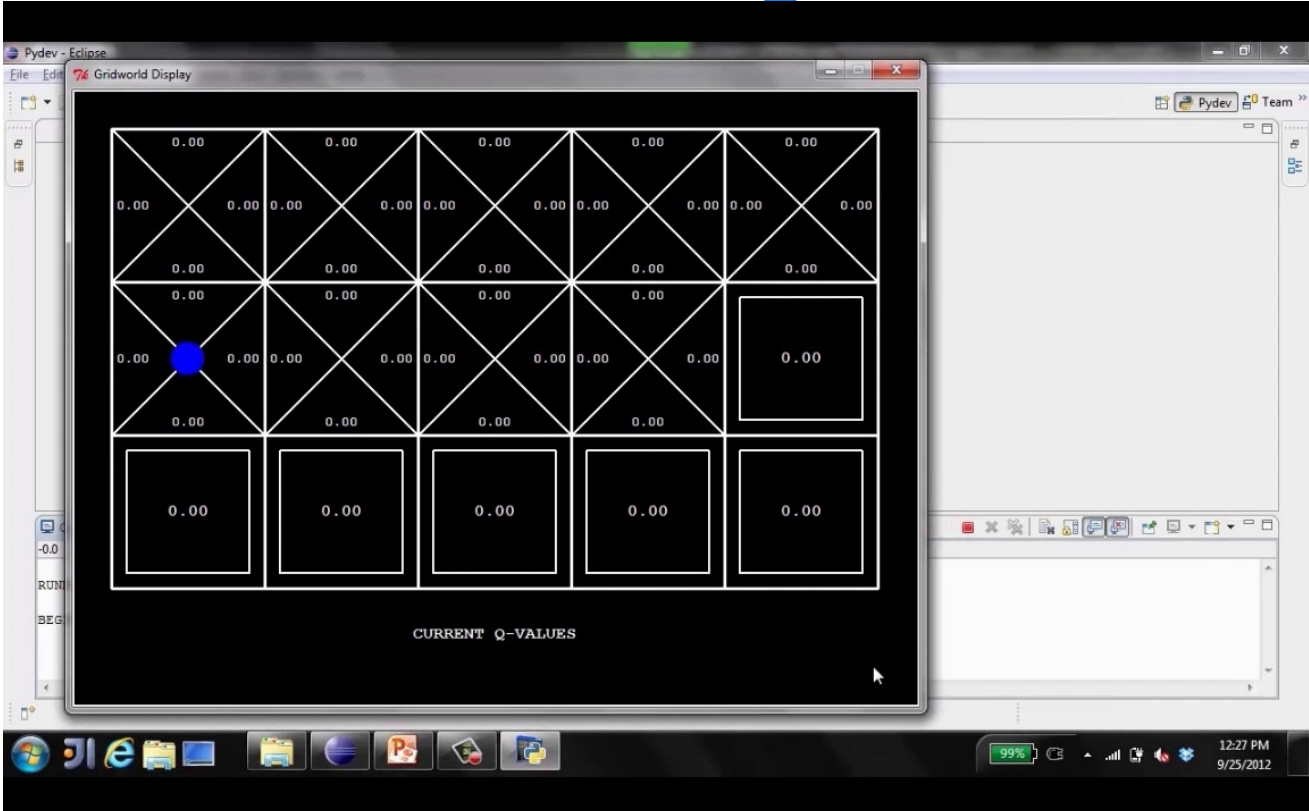 Pydev - Eclipse
File Edit
Gridworld Display
Pydev Team »
0.00 0.00 0.00 0.00 0.00
0.00 0.00 0.00 0.00 0.00 0.00 0.00 0.00 0.00 0.00
0.00 0.00 0.00 0.00 0.00
0.00 0.00 0.00 0.00
0.00 0.00 0.00 0.00 0.00 0.00 0.00 0.00 0.00
0.00 0.00 0.00 0.00
0.00 0.00 0.00 0.00 0.00
-0.0
CURRENT Q-VALUES
99%
12:27 PM
9/25/2012